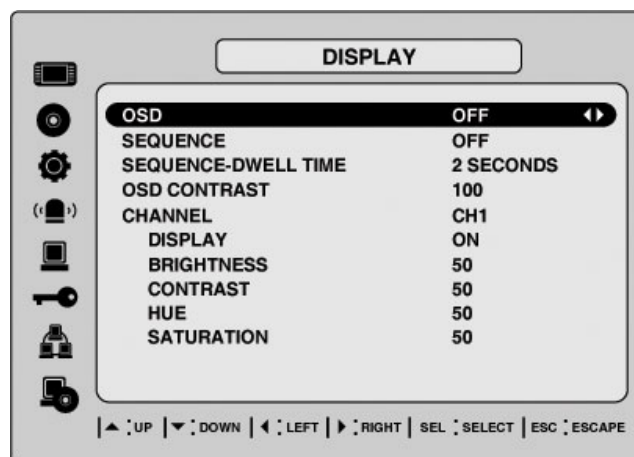 DISPLAY
OSD OFF
SEQUENCE OFF
SEQUENCE-DWELL TIME 2 SECONDS
OSD CONTRAST 100
CHANNEL CH1
DISPLAY ON
BRIGHTNESS 50
CONTRAST 50
HUE 50
SATURATION 50
|▲ : UP |▼ : DOWN |◀ : LEFT |▶ : RIGHT | SEL : SELECT | ESC : ESCAPE